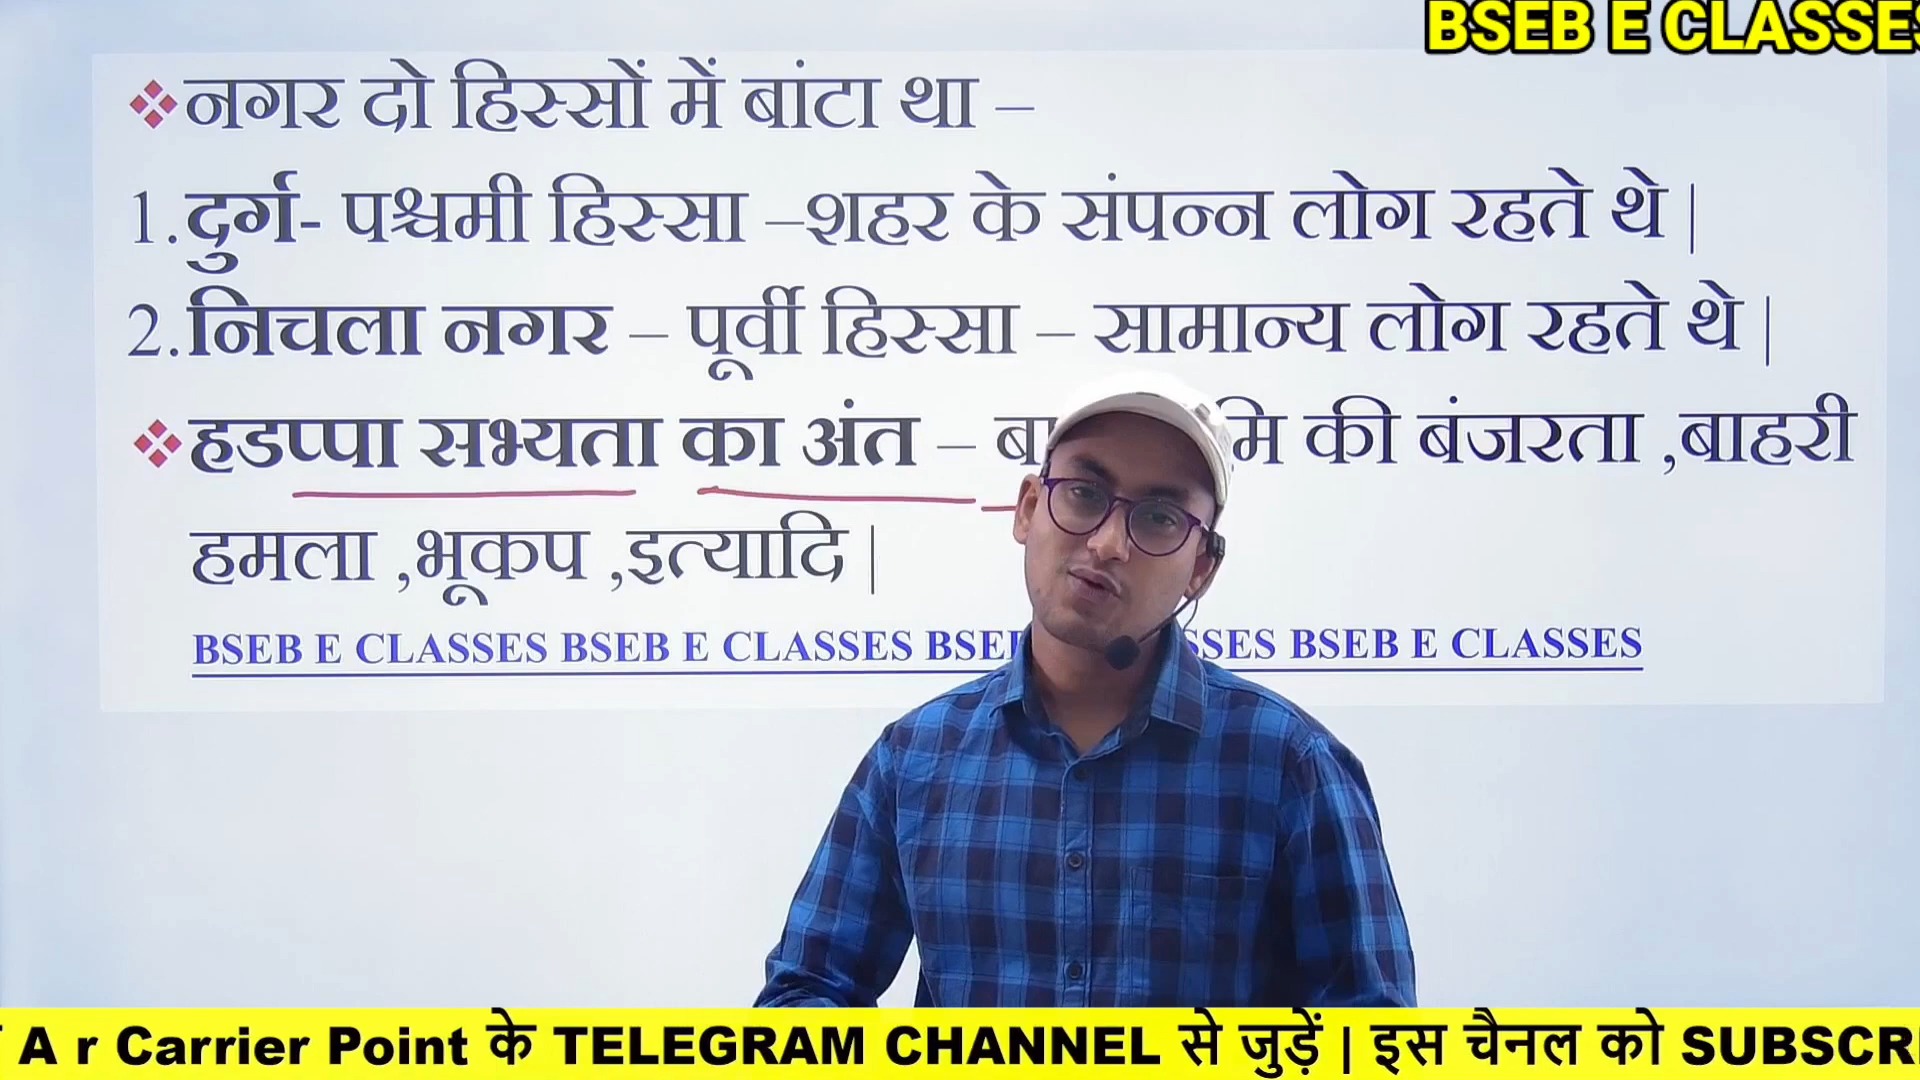 BSEB E CLASSES
❖नगर दो हिस्सों में बांटा था –
1.दुर्ग- पश्चमी हिस्सा –शहर के संपन्न लोग रहते थे |
2.निचला नगर – पूर्वी हिस्सा – सामान्य लोग रहते थे |
❖हडप्पा सभ्यता का अंत – की बंजरता ,बाहरी
हमला ,भूकप ,इत्यादि |
BSEB E CLASSES BSEB E CLASSES BSEB E CLASSES
A r Carrier Point के TELEGRAM CHANNEL से जुड़ें | इस चैनल को